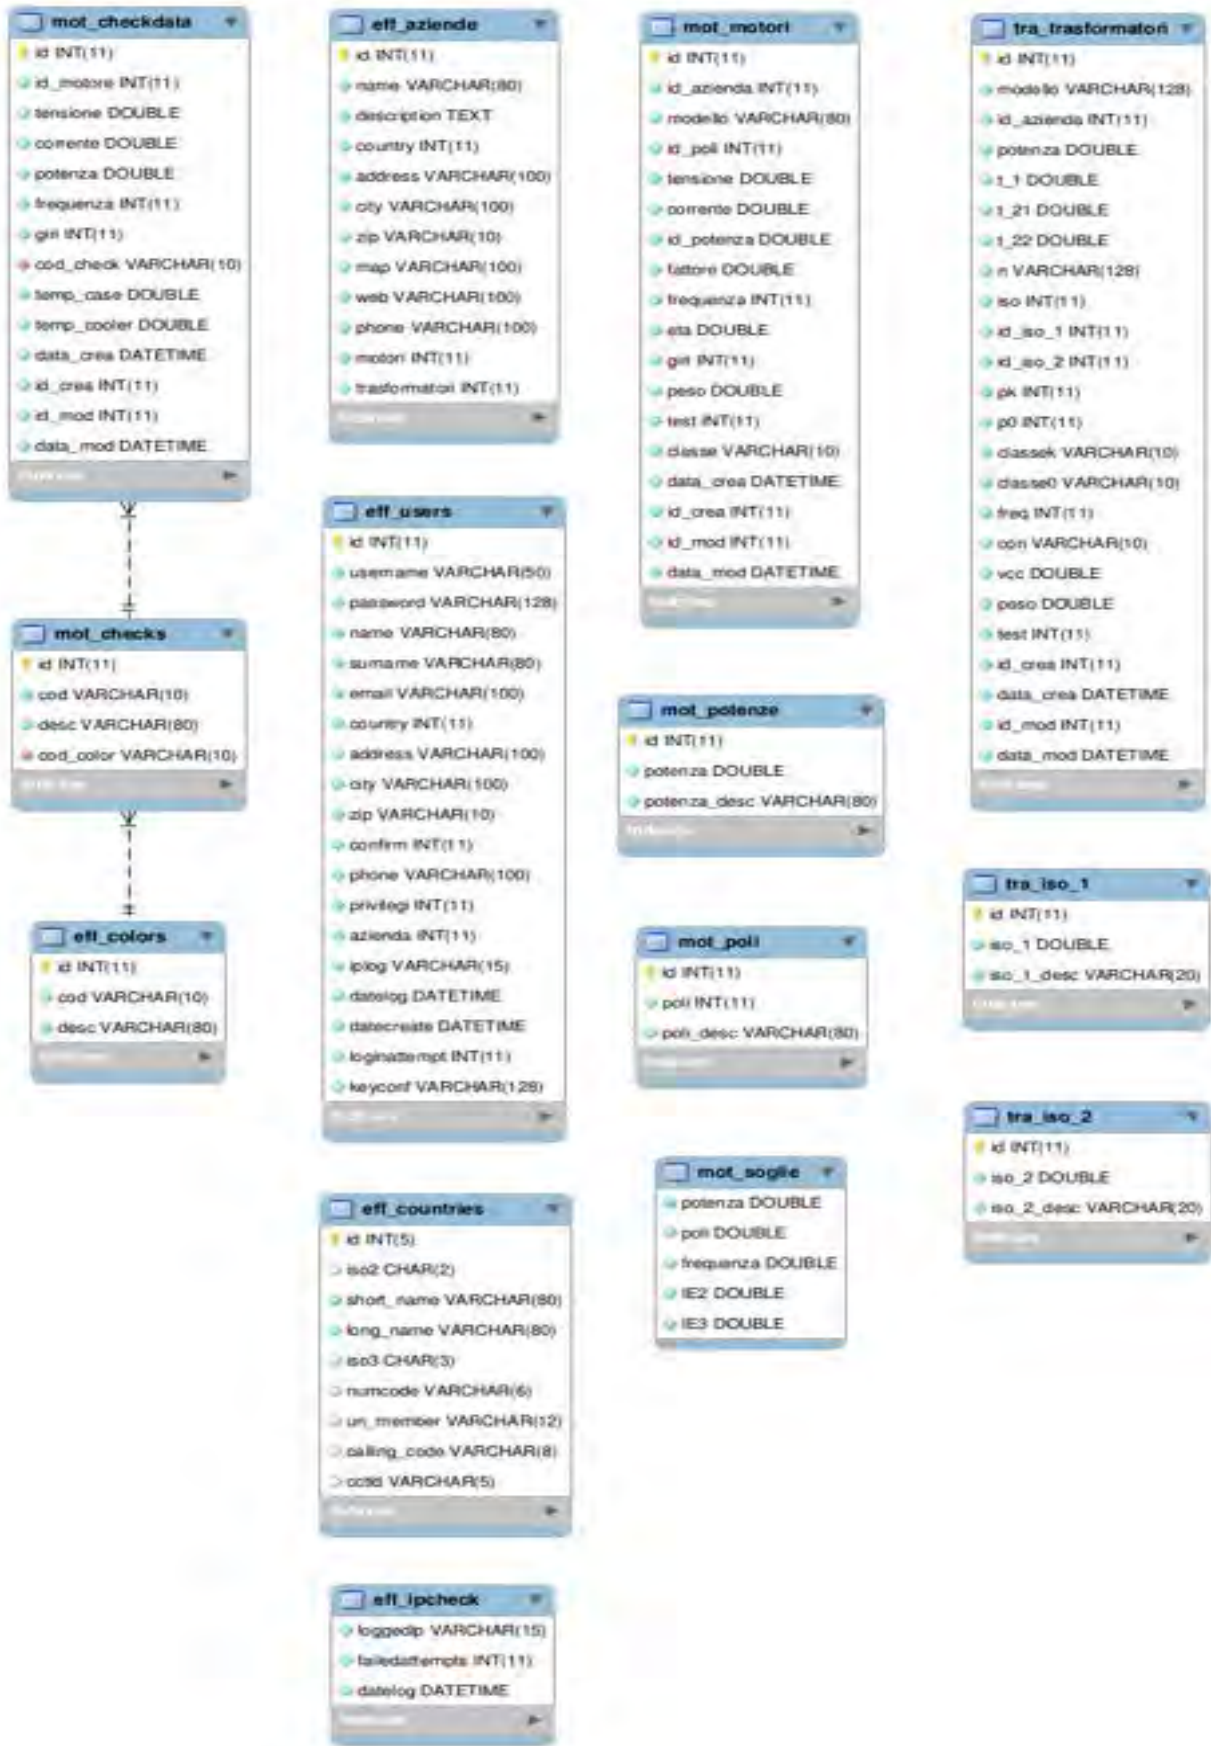 mot_checkdata
id INT(11)
id_motore INT(11)
tensione DOUBLE
corrente DOUBLE
potenza DOUBLE
frequenza INT(11)
giri INT(11)
cod_check VARCHAR(10)
temp_case DOUBLE
temp_cooler DOUBLE
data_crea DATETIME
id_crea INT(11)
id_mod INT(11)
data_mod DATETIME
mot_checks
id INT(11)
cod VARCHAR(10)
desc VARCHAR(80)
cod_color VARCHAR(10)
eff_colors
id INT(11)
cod VARCHAR(10)
desc VARCHAR(80)
eff_aziende
id INT(11)
name VARCHAR(80)
description TEXT
country INT(11)
address VARCHAR(100)
city VARCHAR(100)
zip VARCHAR(10)
map VARCHAR(100)
web VARCHAR(100)
phone VARCHAR(100)
motori INT(11)
trasformatori INT(11)
eff_users
id INT(11)
username VARCHAR(50)
password VARCHAR(128)
name VARCHAR(80)
surname VARCHAR(80)
email VARCHAR(100)
country INT(11)
address VARCHAR(100)
city VARCHAR(100)
zip VARCHAR(10)
confirm INT(11)
phone VARCHAR(100)
privilegi INT(11)
azienda INT(11)
iplog VARCHAR(15)
datelog DATETIME
datecreate DATETIME
loginattempt INT(11)
keyconf VARCHAR(128)
eff_countries
id INT(5)
iso2 CHAR(2)
short_name VARCHAR(80)
long_name VARCHAR(80)
iso3 CHAR(3)
numcode VARCHAR(6)
un_member VARCHAR(12)
calling_code VARCHAR(8)
cctld VARCHAR(5)
eff_ipcheck
loggedip VARCHAR(15)
failedattempts INT(11)
datelog DATETIME
mot_motori
id INT(11)
id_azienda INT(11)
modello VARCHAR(80)
id_poli INT(11)
tensione DOUBLE
corrente DOUBLE
id_potenza DOUBLE
fattore DOUBLE
frequenza INT(11)
eta DOUBLE
giri INT(11)
peso DOUBLE
test INT(11)
classe VARCHAR(10)
data_crea DATETIME
id_crea INT(11)
id_mod INT(11)
data_mod DATETIME
mot_potenze
id INT(11)
potenza DOUBLE
potenza_desc VARCHAR(80)
mot_poli
id INT(11)
poli INT(11)
poli_desc VARCHAR(80)
mot_soglie
potenza DOUBLE
poli DOUBLE
frequenza DOUBLE
IE2 DOUBLE
IE3 DOUBLE
tra_trasformatori
id INT(11)
modello VARCHAR(128)
id_azienda INT(11)
potenza DOUBLE
t_1 DOUBLE
t_21 DOUBLE
t_22 DOUBLE
n VARCHAR(128)
iso INT(11)
id_iso_1 INT(11)
id_iso_2 INT(11)
pk INT(11)
p0 INT(11)
classek VARCHAR(10)
classe0 VARCHAR(10)
freq INT(11)
con VARCHAR(10)
vcc DOUBLE
peso DOUBLE
test INT(11)
id_crea INT(11)
data_crea DATETIME
id_mod INT(11)
data_mod DATETIME
tra_iso_1
id INT(11)
iso_1 DOUBLE
iso_1_desc VARCHAR(20)
tra_iso_2
id INT(11)
iso_2 DOUBLE
iso_2_desc VARCHAR(20)